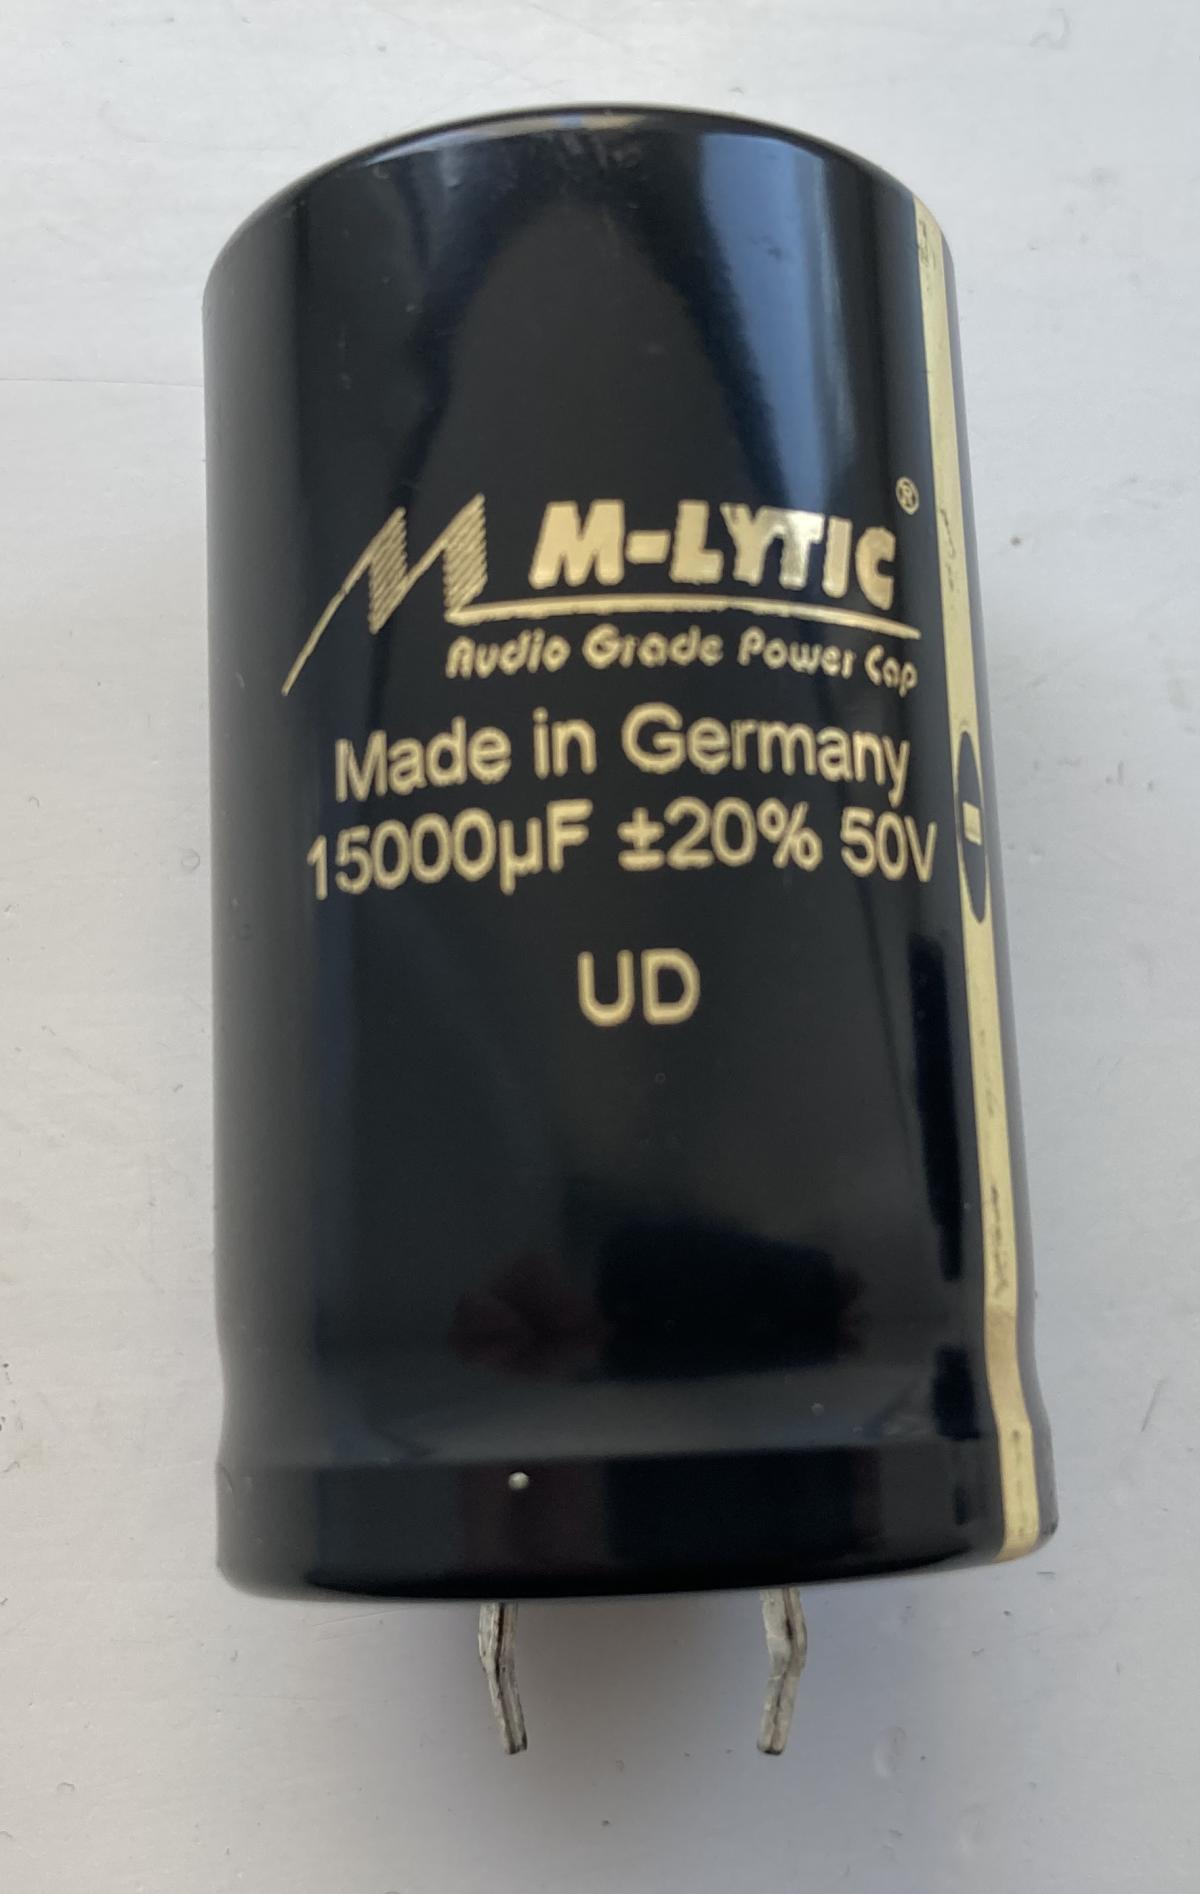 M-LYTIC ®
Audio Grade Power Cap
Made in Germany
15000µF ±20% 50V
UD